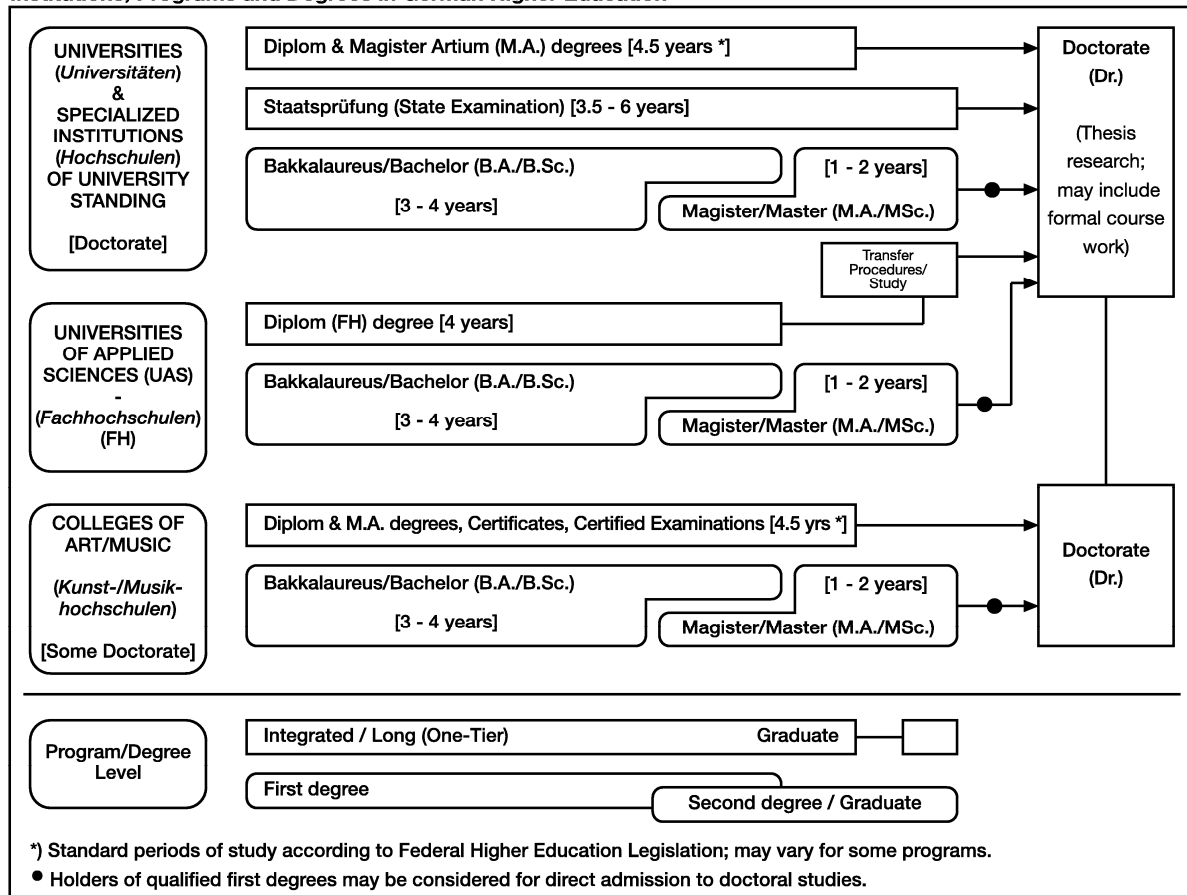 Institutions, Programs and Degrees in German Higher Education
UNIVERSITIES
(Universitäten)
&
SPECIALIZED
INSTITUTIONS
(Hochschulen)
OF UNIVERSITY
STANDING
[Doctorate]
Diplom & Magister Artium (M.A.) degrees [4.5 years *]
Staatsprüfung (State Examination) [3.5 - 6 years]
Bakkalaureus/Bachelor (B.A./B.Sc.)
[3 - 4 years]
[1 - 2 years]
Magister/Master (M.A./MSc.)
Transfer
Procedures/
Study
Doctorate
(Dr.)
(Thesis
research;
may include
formal course
work)
UNIVERSITIES
OF APPLIED
SCIENCES (UAS)
-
(Fachhochschulen)
(FH)
Diplom (FH) degree [4 years]
Bakkalaureus/Bachelor (B.A./B.Sc.)
[3 - 4 years]
[1 - 2 years]
Magister/Master (M.A./MSc.)
COLLEGES OF
ART/MUSIC
(Kunst-/Musik-
hochschulen)
[Some Doctorate]
Diplom & M.A. degrees, Certificates, Certified Examinations [4.5 yrs *]
Bakkalaureus/Bachelor (B.A./B.Sc.)
[3 - 4 years]
[1 - 2 years]
Magister/Master (M.A./MSc.)
Doctorate
(Dr.)
Program/Degree
Level
Integrated / Long (One-Tier) Graduate
First degree
Second degree / Graduate
*) Standard periods of study according to Federal Higher Education Legislation; may vary for some programs.
● Holders of qualified first degrees may be considered for direct admission to doctoral studies.